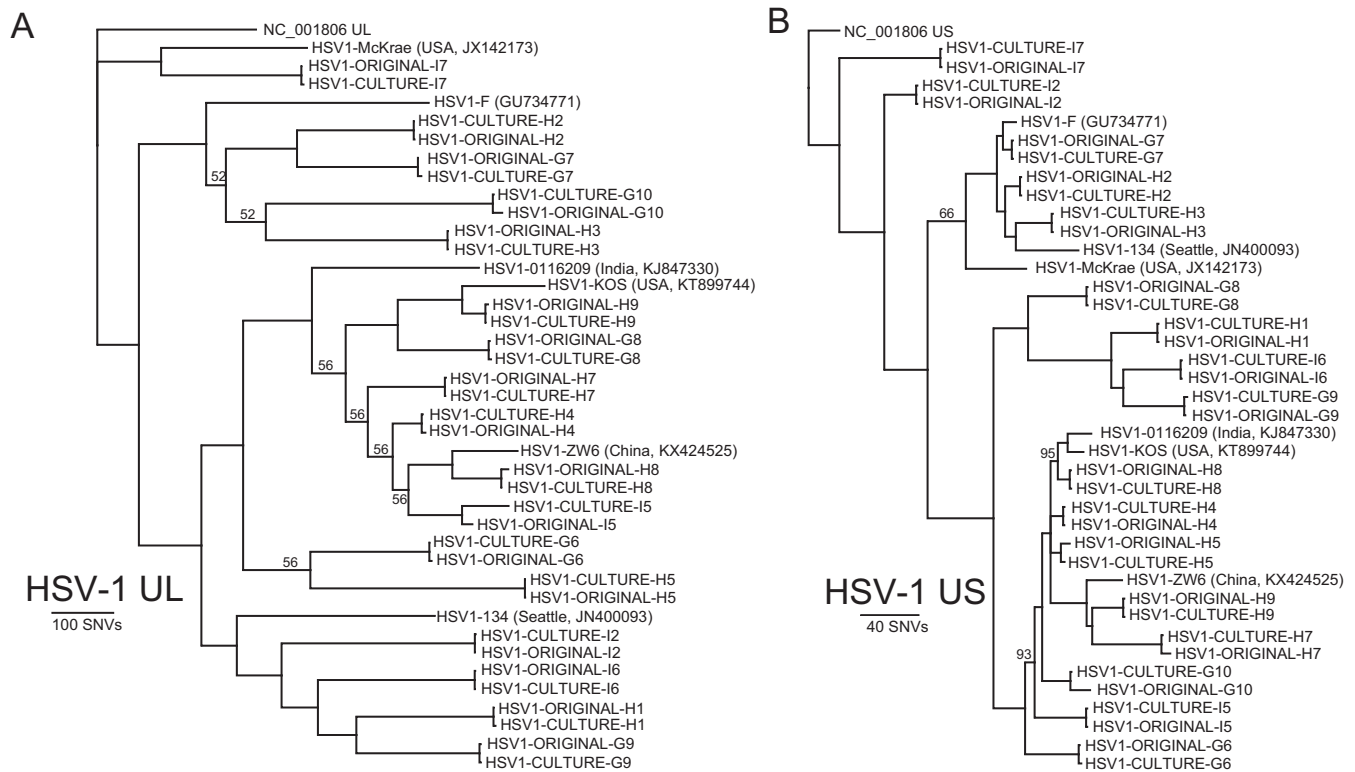 A
NC_001806 UL
HSV1-McKrae (USA, JX142173)
HSV1-ORIGINAL-I7
HSV1-CULTURE-I7
HSV1-F (GU734771)
HSV1-CULTURE-H2
HSV1-ORIGINAL-H2
HSV1-ORIGINAL-G7
52
HSV1-CULTURE-G7
HSV1-CULTURE-G10
52
HSV1-ORIGINAL-G10
HSV1-ORIGINAL-H3
HSV1-CULTURE-H3
HSV1-0116209 (India, KJ847330)
HSV1-KOS (USA, KT899744)
HSV1-ORIGINAL-H9
HSV1-CULTURE-H9
HSV1-ORIGINAL-G8
HSV1-CULTURE-G8
56
HSV1-ORIGINAL-H7
HSV1-CULTURE-H7
56
HSV1-CULTURE-H4
HSV1-ORIGINAL-H4
56
HSV1-ZW6 (China, KX424525)
HSV1-ORIGINAL-H8
HSV1-CULTURE-H8
56
HSV1-CULTURE-I5
HSV1-ORIGINAL-I5
HSV1-CULTURE-G6
56
HSV1-ORIGINAL-G6
HSV1-CULTURE-H5
HSV1-ORIGINAL-H5
HSV-1 UL
100 SNVs
HSV1-134 (Seattle, JN400093)
HSV1-CULTURE-I2
HSV1-ORIGINAL-I2
HSV1-ORIGINAL-I6
HSV1-CULTURE-I6
HSV1-ORIGINAL-H1
HSV1-CULTURE-H1
HSV1-ORIGINAL-G9
HSV1-CULTURE-G9
B
NC_001806 US
HSV1-CULTURE-I7
HSV1-ORIGINAL-I7
HSV1-CULTURE-I2
HSV1-ORIGINAL-I2
HSV1-F (GU734771)
HSV1-ORIGINAL-G7
HSV1-CULTURE-G7
HSV1-ORIGINAL-H2
HSV1-CULTURE-H2
66
HSV1-CULTURE-H3
HSV1-ORIGINAL-H3
HSV1-134 (Seattle, JN400093)
HSV1-McKrae (USA, JX142173)
HSV1-ORIGINAL-G8
HSV1-CULTURE-G8
HSV1-CULTURE-H1
HSV1-ORIGINAL-H1
HSV1-CULTURE-I6
HSV1-ORIGINAL-I6
HSV1-CULTURE-G9
HSV1-ORIGINAL-G9
HSV1-0116209 (India, KJ847330)
95
HSV1-KOS (USA, KT899744)
HSV1-ORIGINAL-H8
HSV1-CULTURE-H8
HSV1-CULTURE-H4
HSV1-ORIGINAL-H4
HSV1-ORIGINAL-H5
HSV1-CULTURE-H5
HSV1-ZW6 (China, KX424525)
HSV-1 US
40 SNVs
HSV1-ORIGINAL-H9
HSV1-CULTURE-H9
HSV1-CULTURE-H7
HSV1-ORIGINAL-H7
93
HSV1-CULTURE-G10
HSV1-ORIGINAL-G10
HSV1-CULTURE-I5
HSV1-ORIGINAL-I5
HSV1-ORIGINAL-G6
HSV1-CULTURE-G6